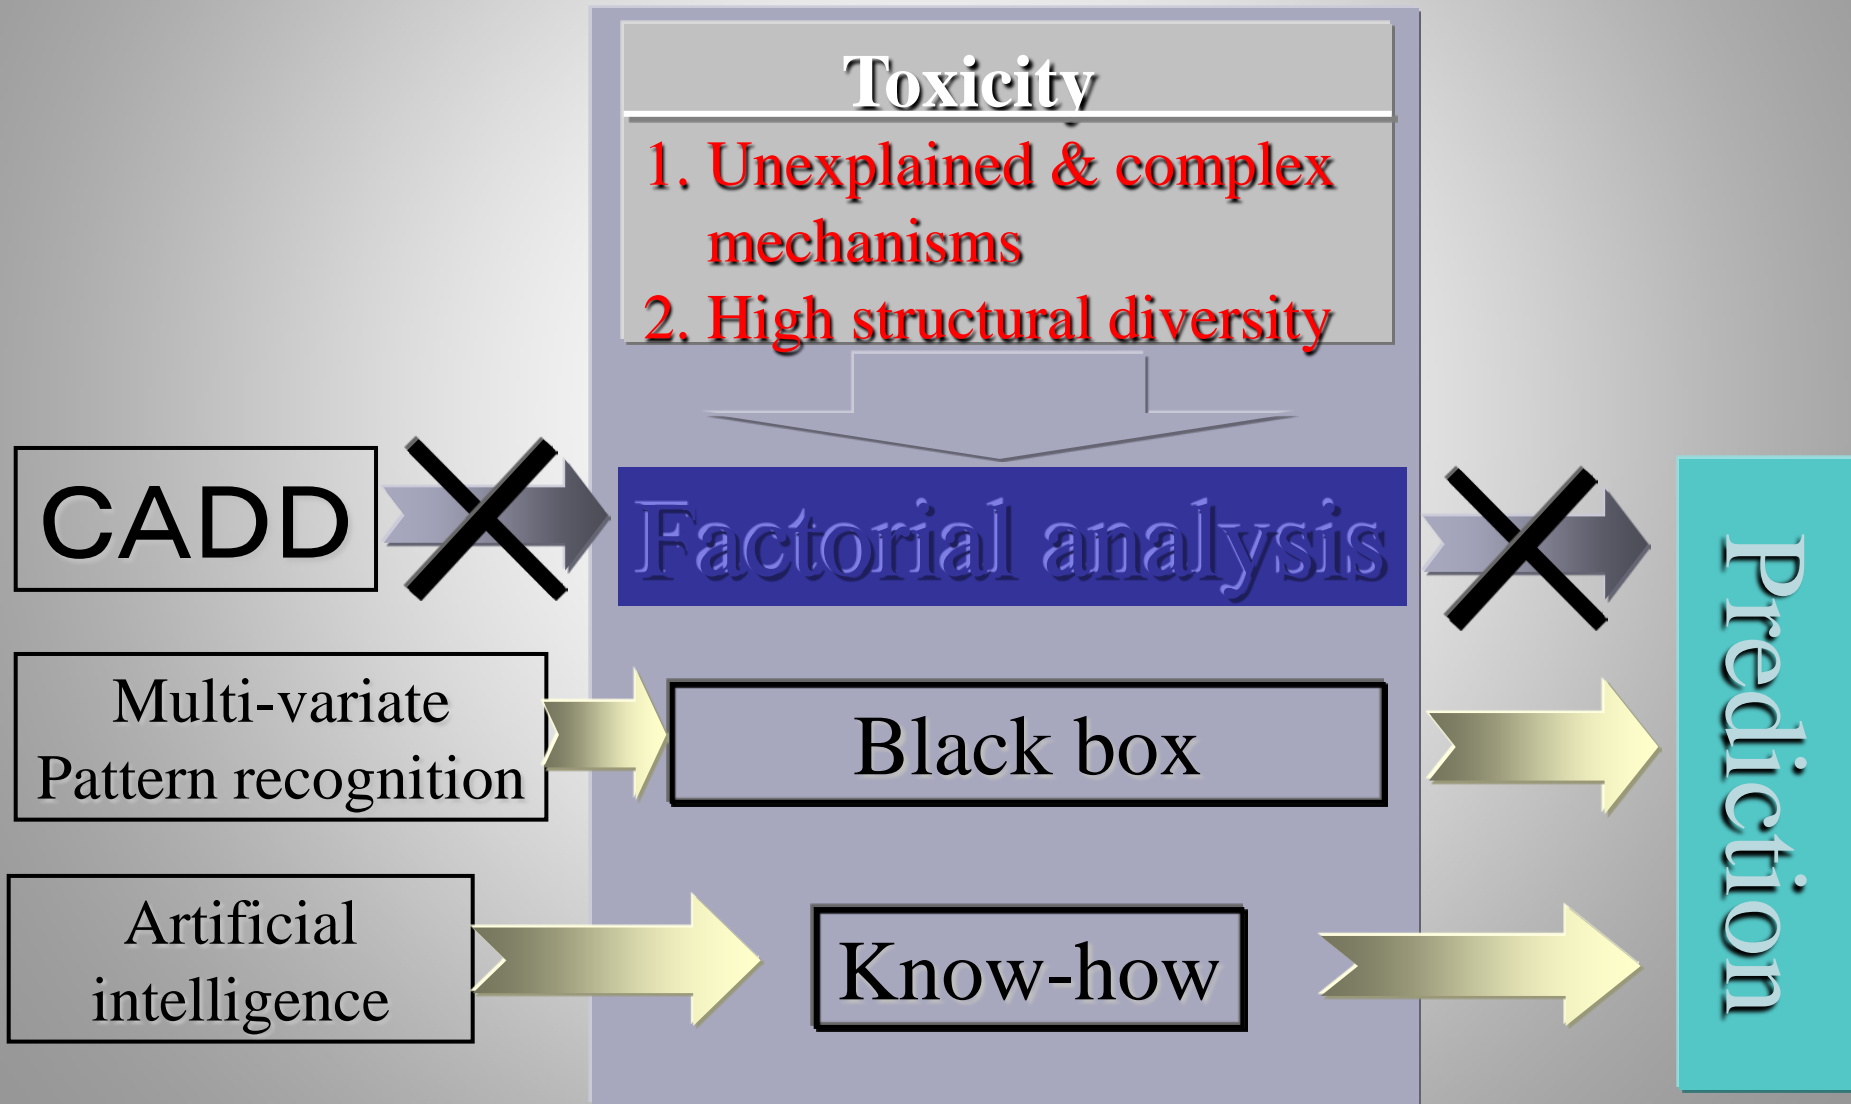 Toxicity
1. Unexplained & complex
mechanisms
2. High structural diversity
CADD
Factorial analysis
Multi-variate
Pattern recognition
Black box
Artificial
intelligence
Know-how
Prediction